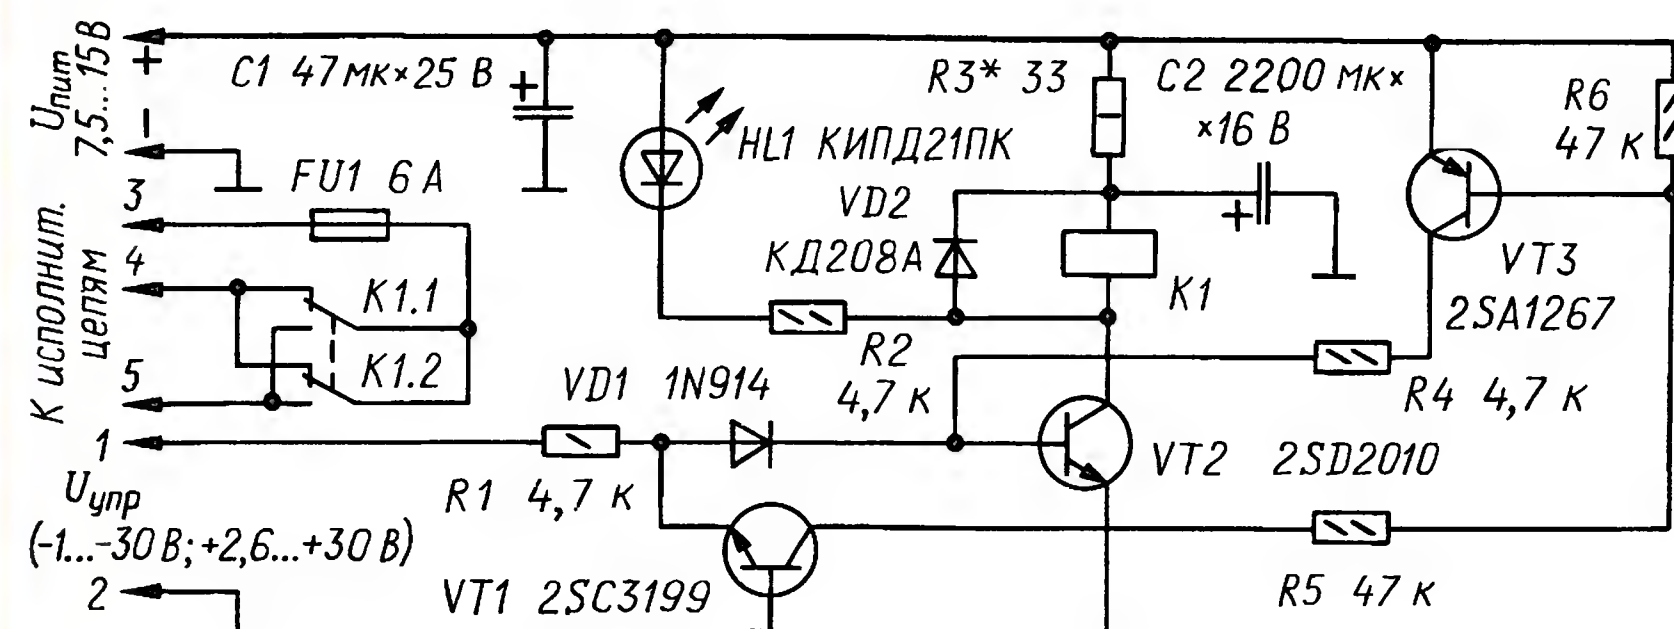 Uпит
7,5...15 В
+
−
C1 47 мк×25 В
+
HL1 КИПД21ПК
R3* 33
C2 2200 мк×
×16 В
+
R6
47 к
К исполнит.
цепям
3
FU1 6 А
4
K1.1
K1.2
5
VD2
КД208А
K1
VT3
2SA1267
R2
4,7 к
R4 4,7 к
VD1 1N914
1
R1 4,7 к
VT2 2SD2010
Uупр
(-1...-30 В; +2,6...+30 В)
2
VT1 2SC3199
R5 47 к